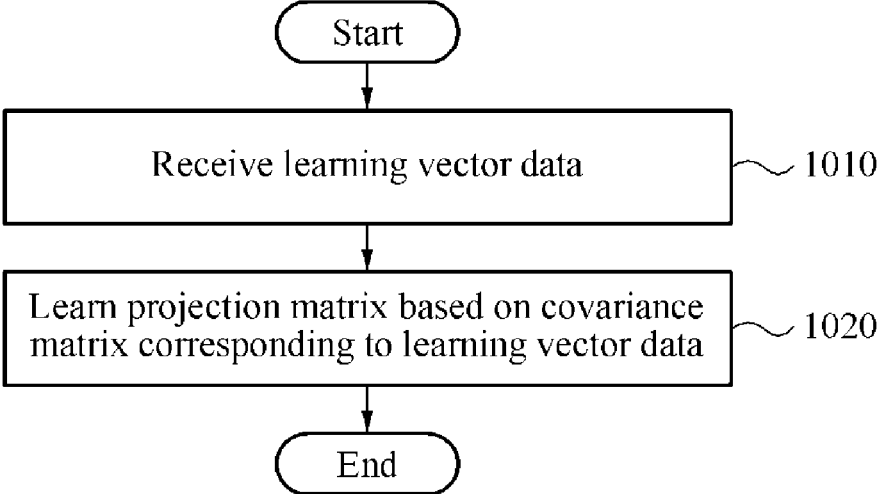 Start
Receive learning vector data
1010
Learn projection matrix based on covariance
matrix corresponding to learning vector data
1020
End